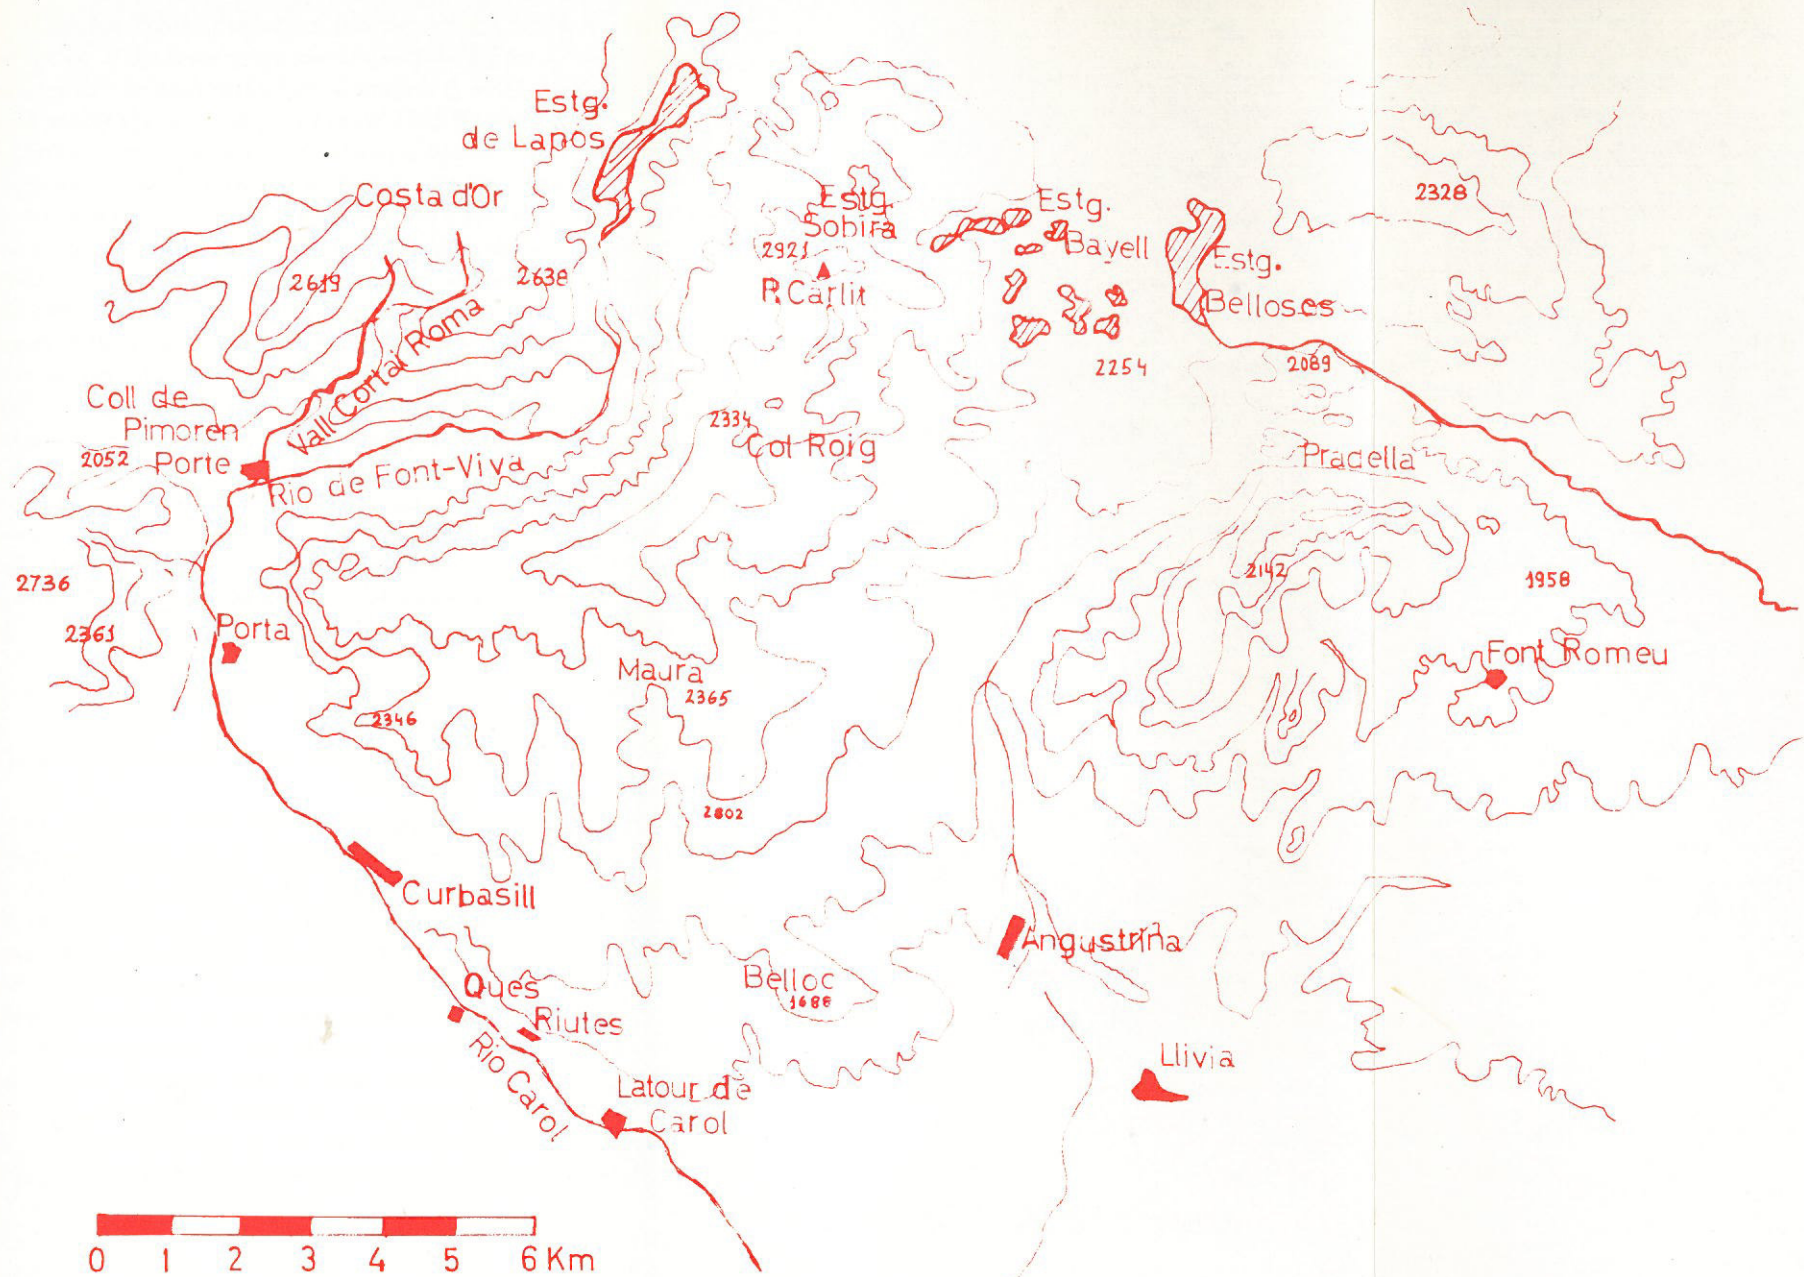 Estg.
de Lapos
Costa d'Or
Estg.
Sobira
Estg.
Bayell
2328
2921
P. Carlit
2619
2638
Estg.
Belloses
Vall Cortal Roma
2254
2089
Coll de
Pimoren
2052
Porte
2334
Col Roig
Rio de Font-Viva
Pradella
2736
2142
1958
2361
Porta
Maura
2365
Font Romeu
2346
2802
Curbasill
Angustrina
Belloc
1688
Ques
Riutes
Rio Carol
Llivia
Latour de
Carol
0 1 2 3 4 5 6 Km